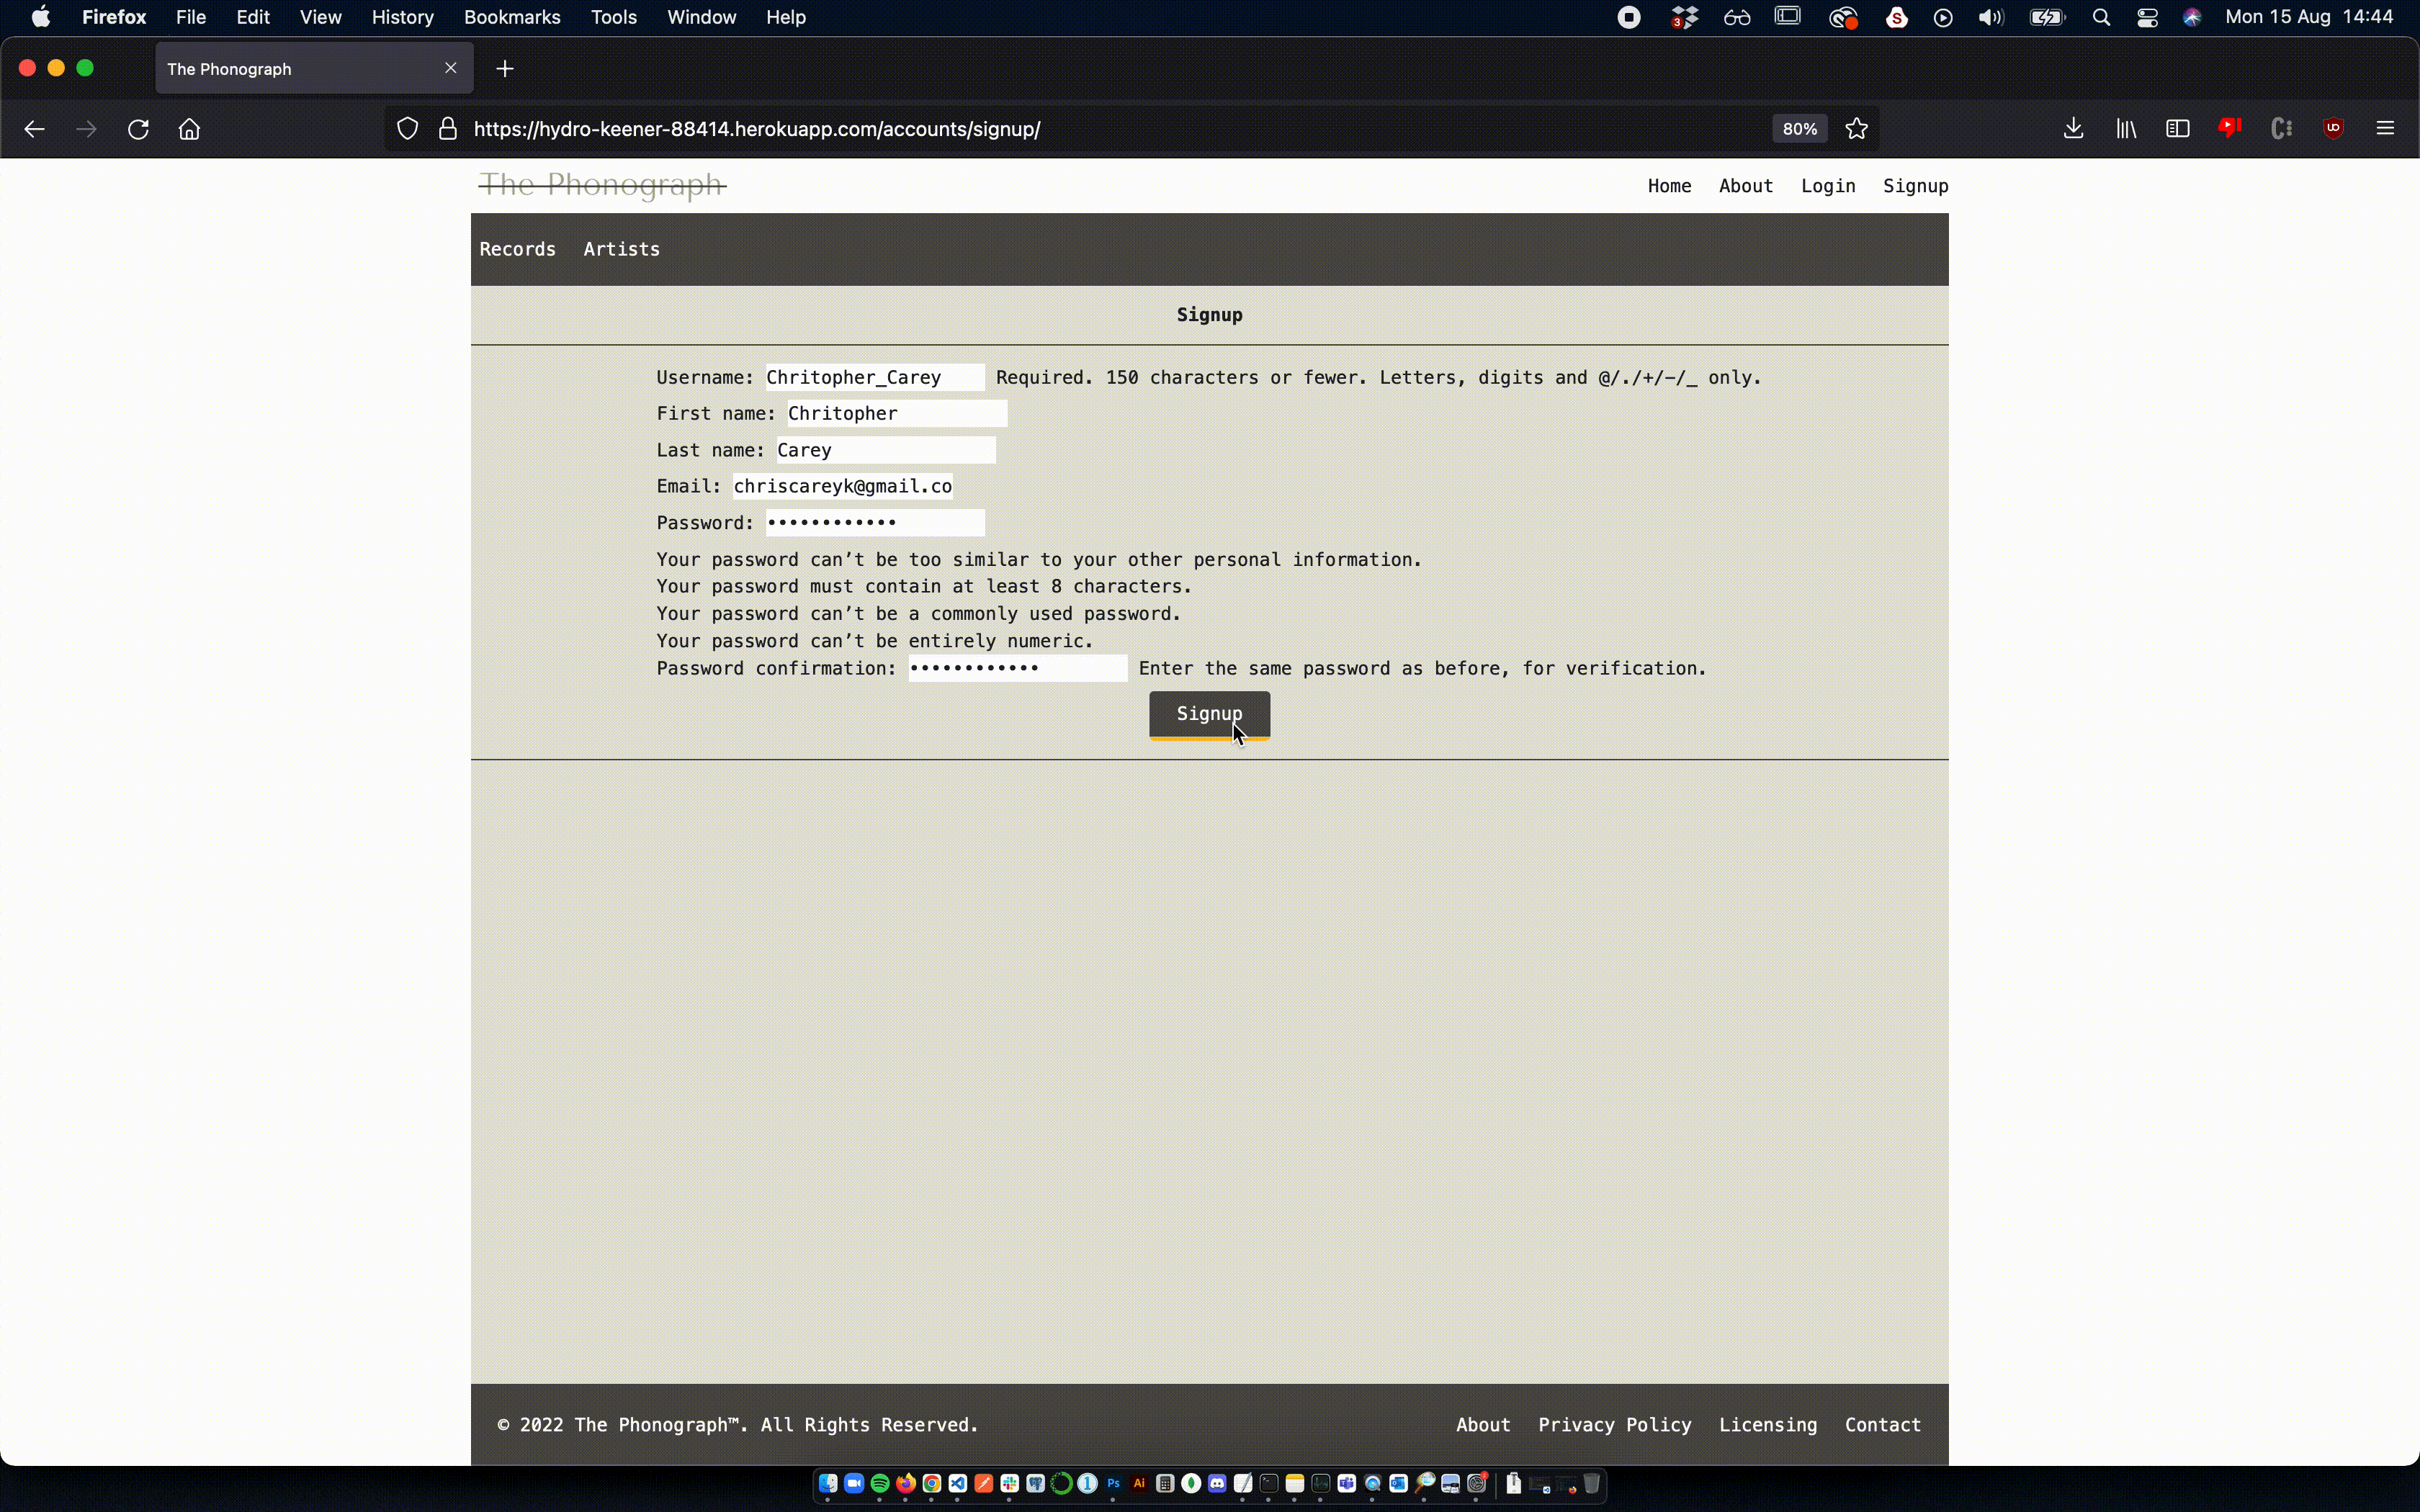 Firefox File Edit View History Bookmarks Tools Window Help 3 S Mon 15 Aug 14:44
The Phonograph
https://hydro-keener-88414.herokuapp.com/accounts/signup/ 80%
The Phonograph Home About Login Signup
Records Artists
Signup
Username: Chritopher_Carey Required. 150 characters or fewer. Letters, digits and @/./+/-/_ only.
First name: Chritopher
Last name: Carey
Email: chriscareyk@gmail.co
Password: ••••••••••••
Your password can’t be too similar to your other personal information.
Your password must contain at least 8 characters.
Your password can’t be a commonly used password.
Your password can’t be entirely numeric.
Password confirmation: •••••••••••• Enter the same password as before, for verification.
Signup
© 2022 The Phonograph™. All Rights Reserved. About Privacy Policy Licensing Contact
Ps Ai